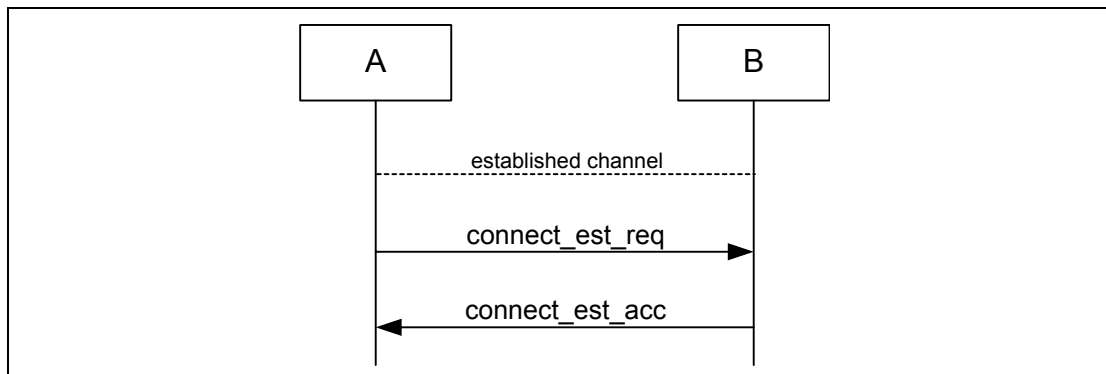 A
B
established channel
connect_est_req
connect_est_acc